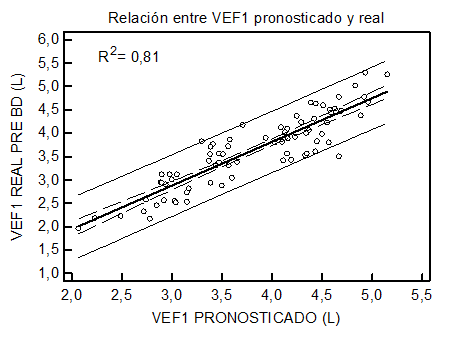 Relación entre VEF1 pronosticado y real
R2= 0,81
VEF1 REAL PRE BD (L)
6,0
5,5
5,0
4,5
4,0
3,5
3,0
2,5
2,0
1,5
1,0
2,0 2,5 3,0 3,5 4,0 4,5 5,0 5,5
VEF1 PRONOSTICADO (L)